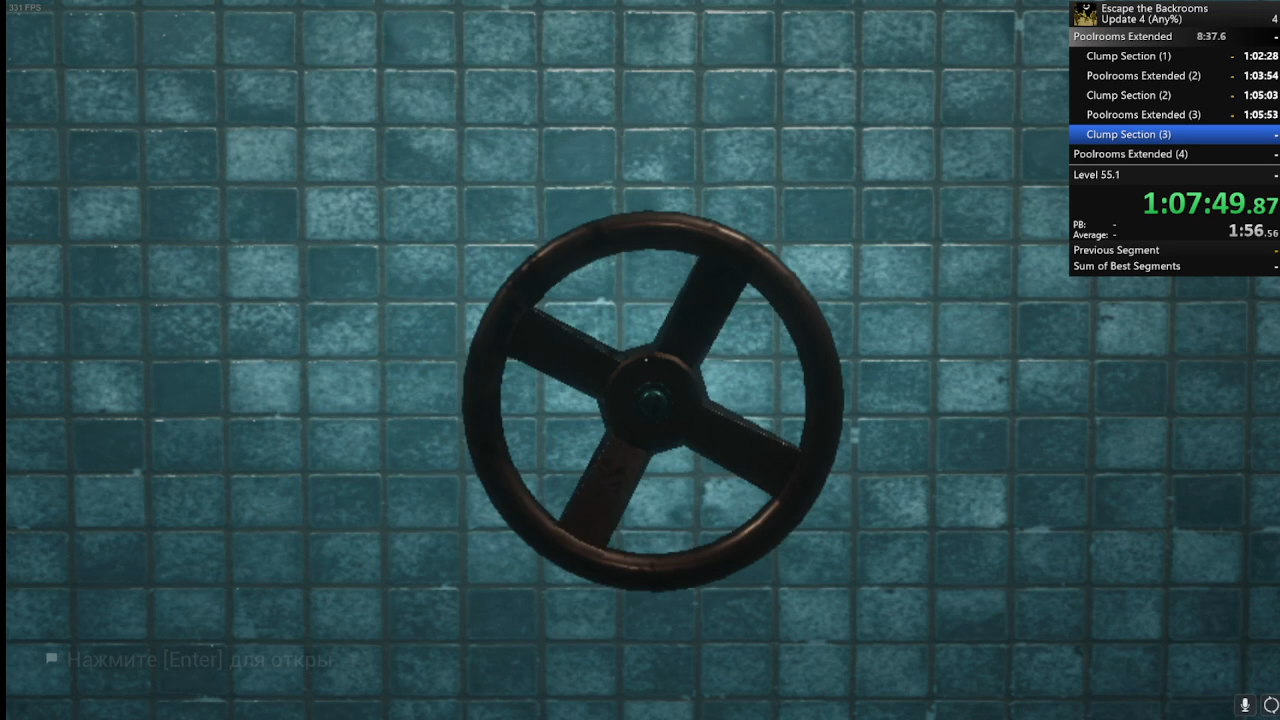 331 FPS
Escape the Backrooms
Update 4 (Any%) 4
Poolrooms Extended 8:37.6 -
Clump Section (1) - 1:02:28
Poolrooms Extended (2) - 1:03:54
Clump Section (2) - 1:05:03
Poolrooms Extended (3) - 1:05:53
Clump Section (3) -
Poolrooms Extended (4) -
Level 55.1 -
1:07:49.87
PB: -
Average: - 1:56.56
Previous Segment -
Sum of Best Segments -
Нажмите [Enter] для откры